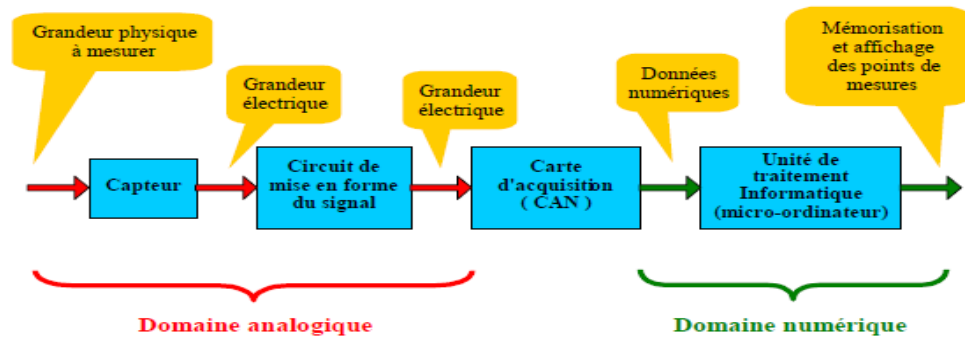 Grandeur physique
à mesurer
Grandeur
électrique
Grandeur
électrique
Données
numériques
Mémorisation
et affichage
des points de
mesures
Capteur
Circuit de
mise en forme
du signal
Carte
d'acquisition
( CAN )
Unité de
traitement
Informatique
(micro-ordinateur)
Domaine analogique
Domaine numérique